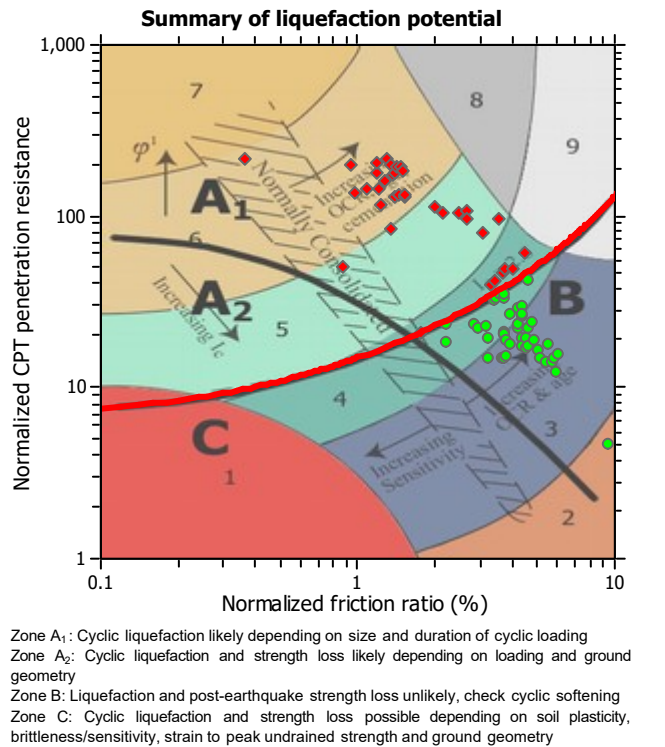 Summary of liquefaction potential
Normalized CPT penetration resistance
1,000
100
10
1
7
8
9
φ'
A1
Normally Consolidated
Increasing
OCR,
cementation
6
A2
Increasing Ic
5
B
4
C
1
Increasing
Sensitivity
Increasing
OCR & age
3
2
0.1
1
10
Normalized friction ratio (%)
Zone A1: Cyclic liquefaction likely depending on size and duration of cyclic loading
Zone A2: Cyclic liquefaction and strength loss likely depending on loading and ground
geometry
Zone B: Liquefaction and post-earthquake strength loss unlikely, check cyclic softening
Zone C: Cyclic liquefaction and strength loss possible depending on soil plasticity,
brittleness/sensitivity, strain to peak undrained strength and ground geometry